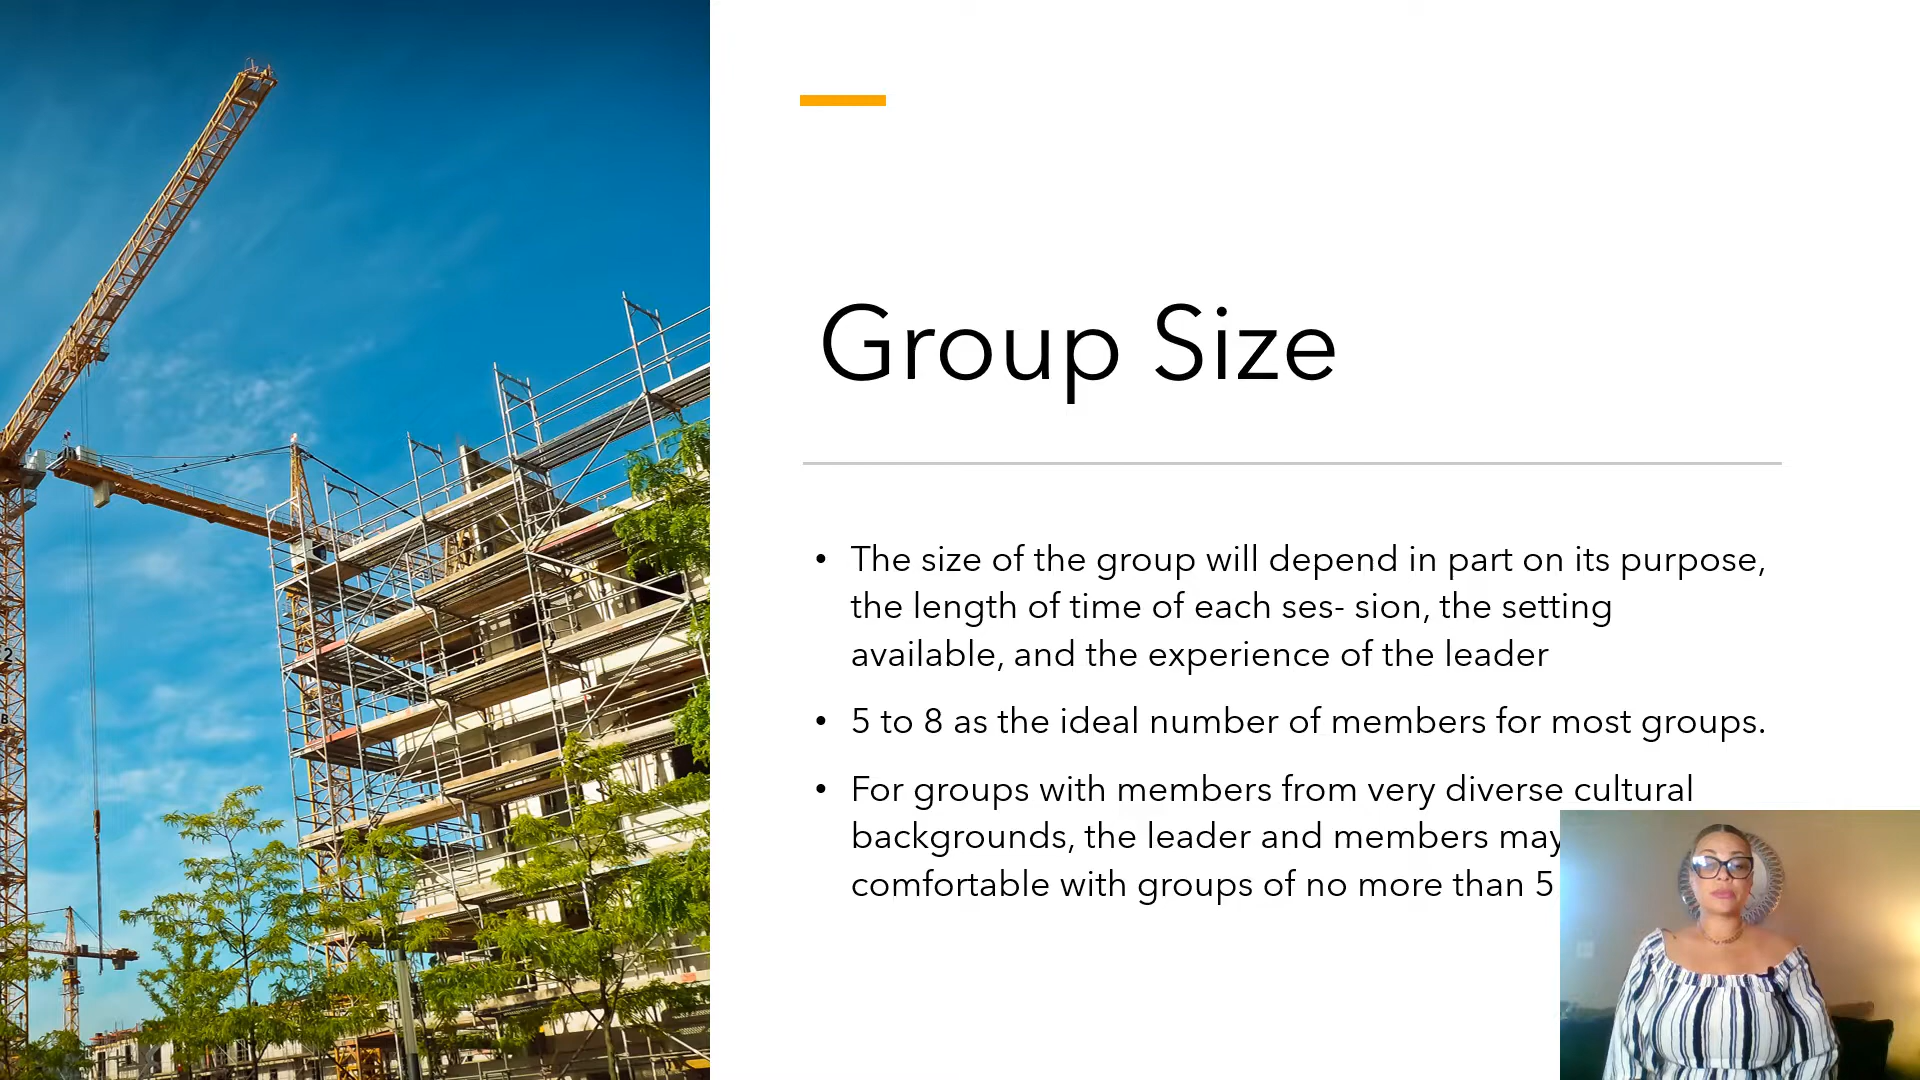 Group Size
• The size of the group will depend in part on its purpose,
the length of time of each ses- sion, the setting
available, and the experience of the leader
• 5 to 8 as the ideal number of members for most groups.
• For groups with members from very diverse cultural
backgrounds, the leader and members may
comfortable with groups of no more than 5
2
B